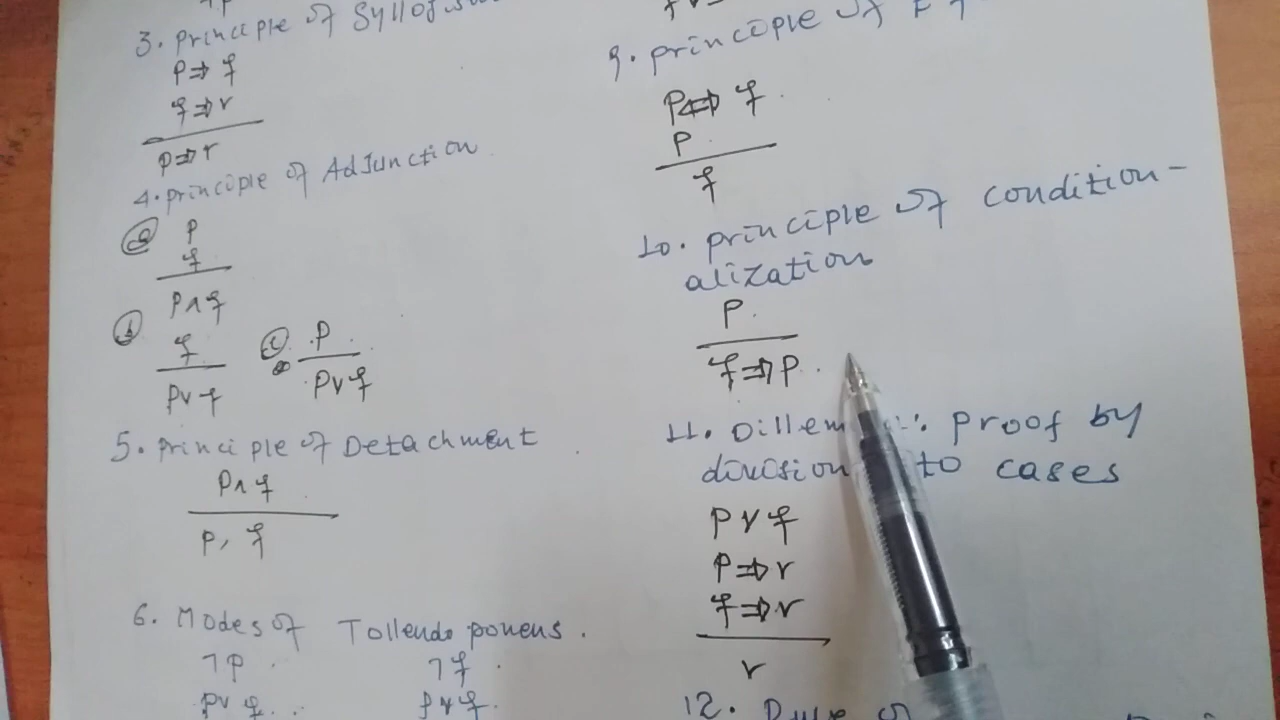 3. principle of Syllogism
p⇒q
q⇒r
p⇒r
4. principle of Adjunction
ⓐ p
q
p∧q
ⓑ q
p∨q
ⓒ p
p∨q
5. principle of Detachment
p∧q
p, q
6. Modes of Tollendo ponens.
¬p ¬q
p∨q p∨q
9. principle of
p⇔q
p
q
10. principle of condition-
alization
p
q⇒p
11. proof by
division to cases
p∨q
p⇒r
q⇒r
r
12.